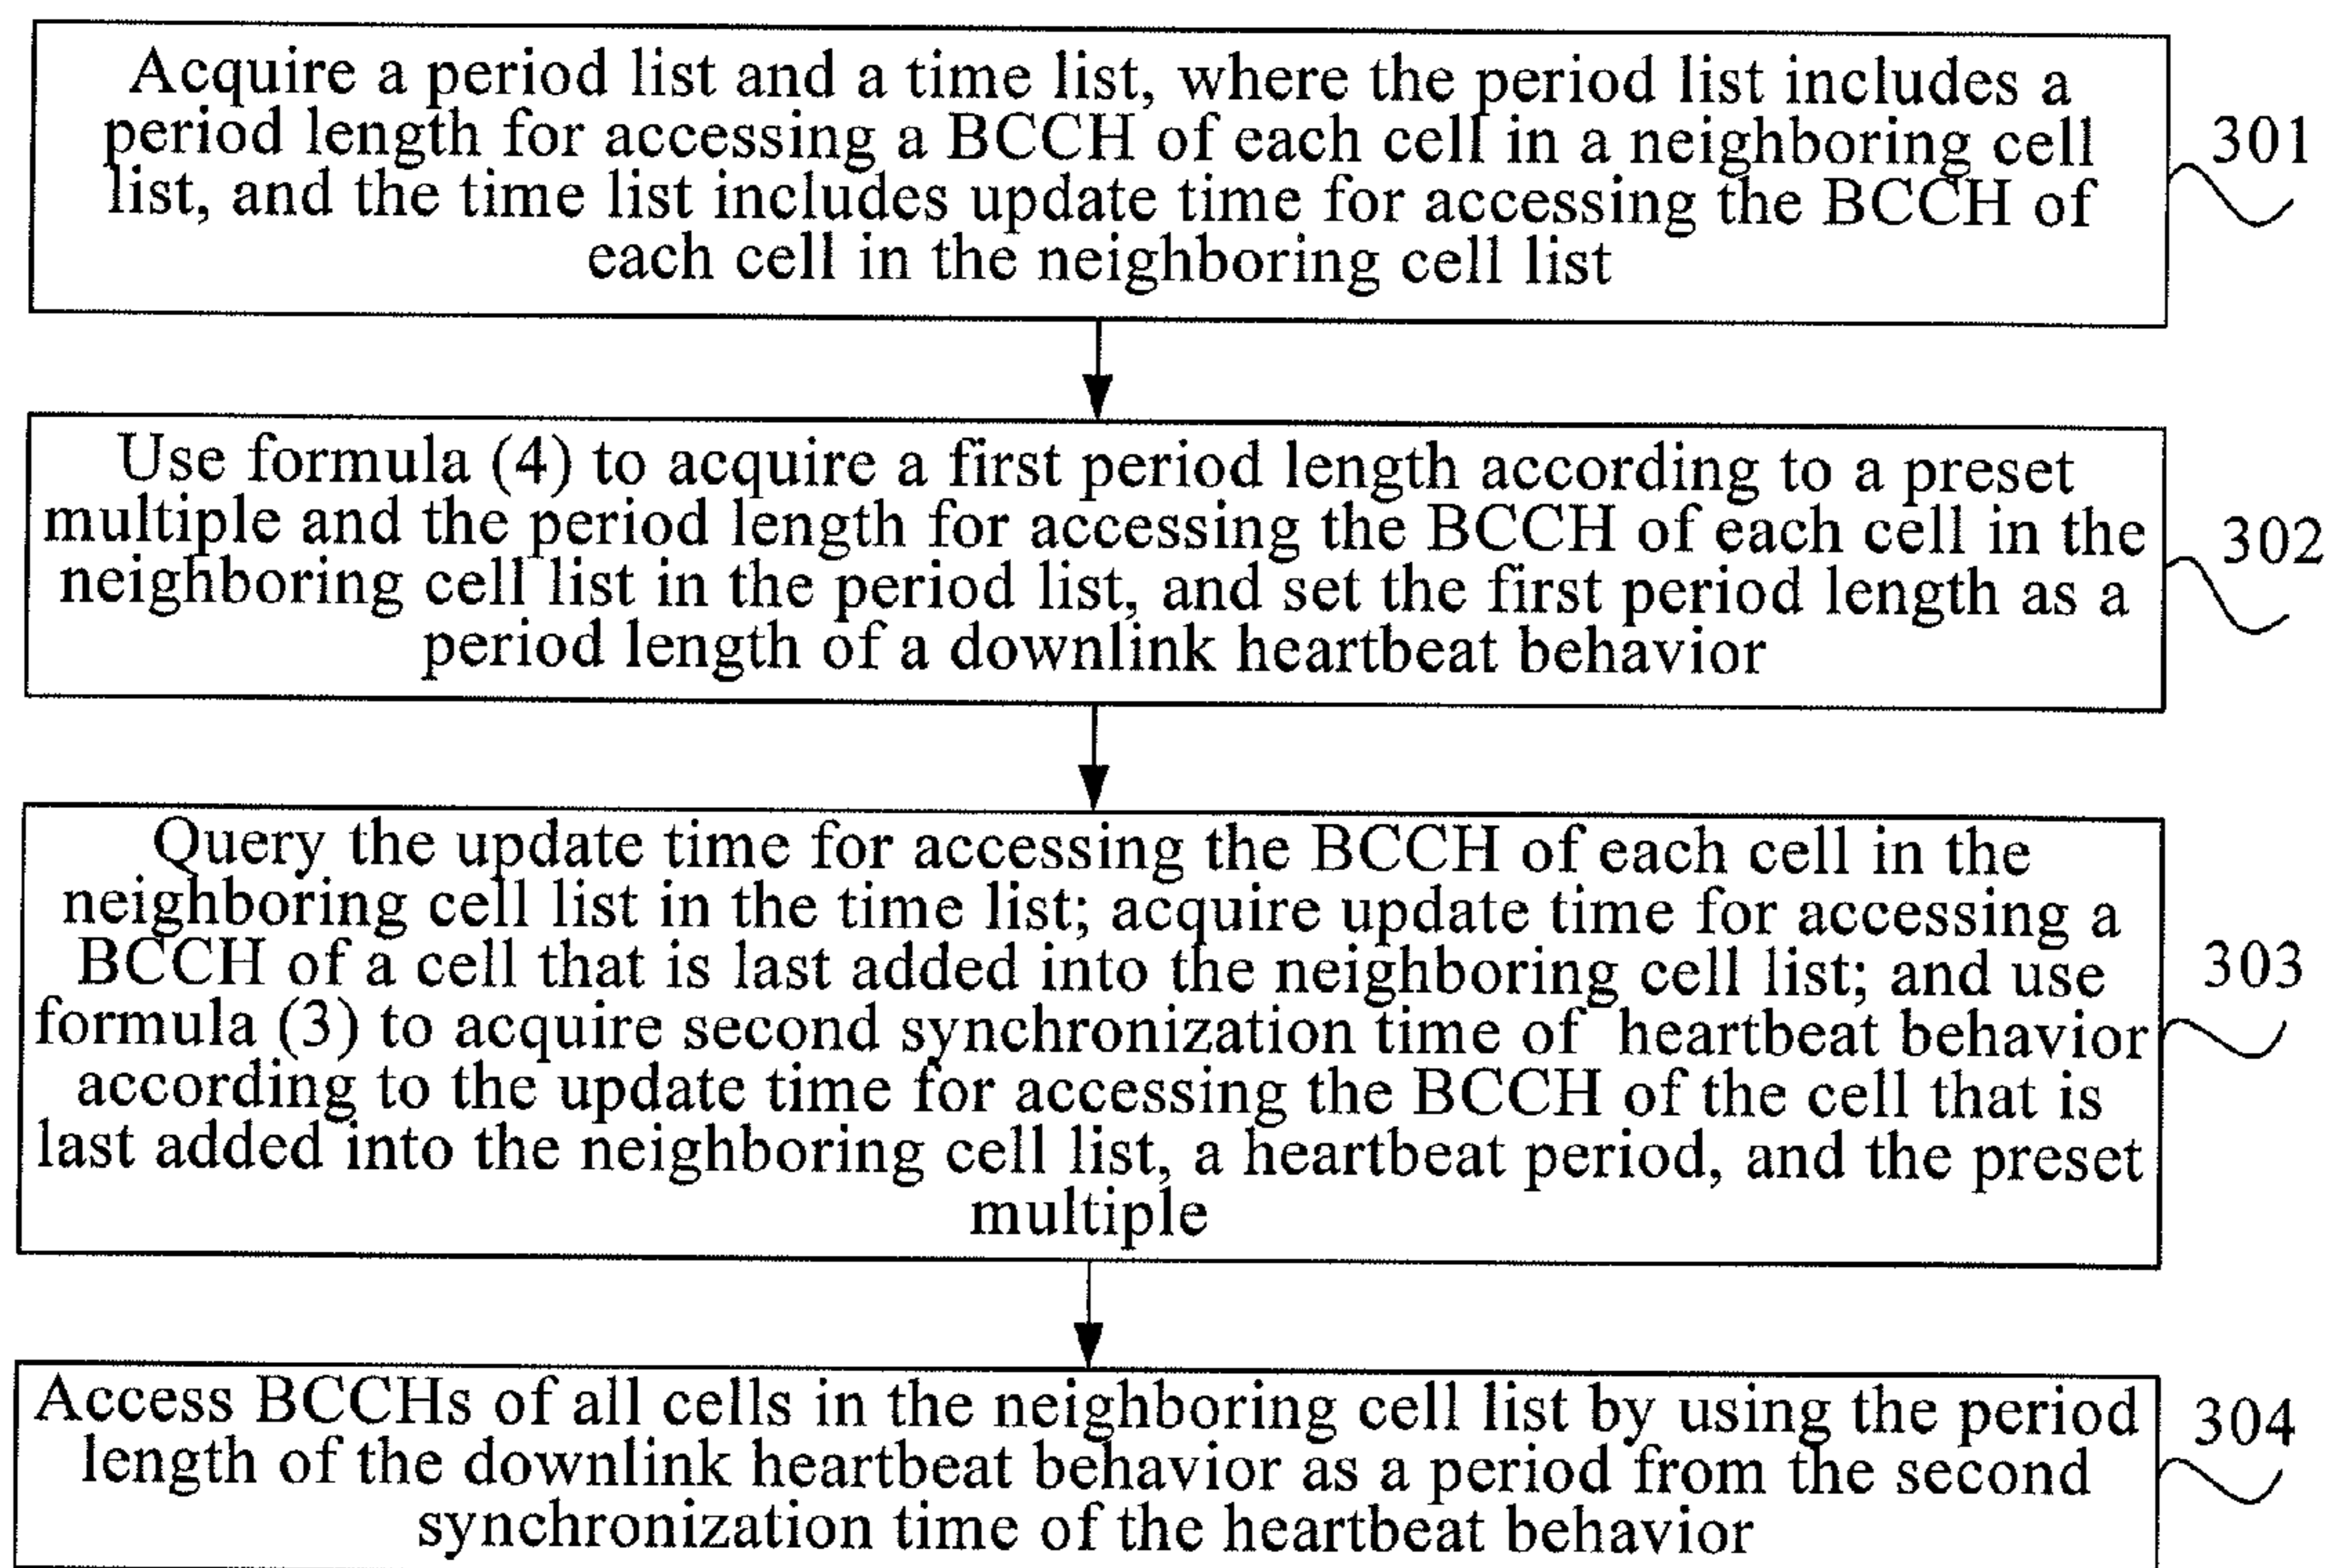 Acquire a period list and a time list, where the period list includes a
period length for accessing a BCCH of each cell in a neighboring cell
list, and the time list includes update time for accessing the BCCH of
each cell in the neighboring cell list
301
Use formula (4) to acquire a first period length according to a preset
multiple and the period length for accessing the BCCH of each cell in the
neighboring cell list in the period list, and set the first period length as a
period length of a downlink heartbeat behavior
302
Query the update time for accessing the BCCH of each cell in the
neighboring cell list in the time list; acquire update time for accessing a
BCCH of a cell that is last added into the neighboring cell list; and use
formula (3) to acquire second synchronization time of heartbeat behavior
according to the update time for accessing the BCCH of the cell that is
last added into the neighboring cell list, a heartbeat period, and the preset
multiple
303
Access BCCHs of all cells in the neighboring cell list by using the period
length of the downlink heartbeat behavior as a period from the second
synchronization time of the heartbeat behavior
304